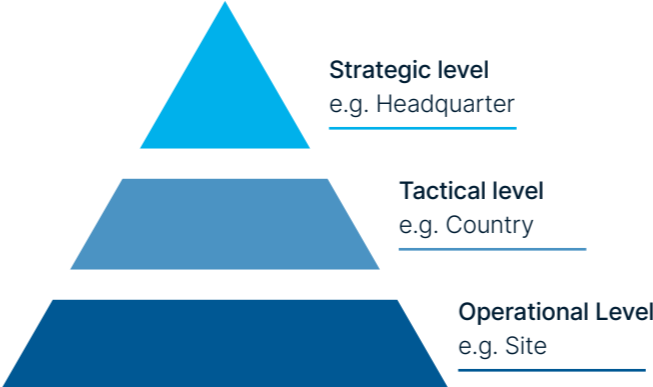 Strategic level
e.g. Headquarter
Tactical level
e.g. Country
Operational Level
e.g. Site